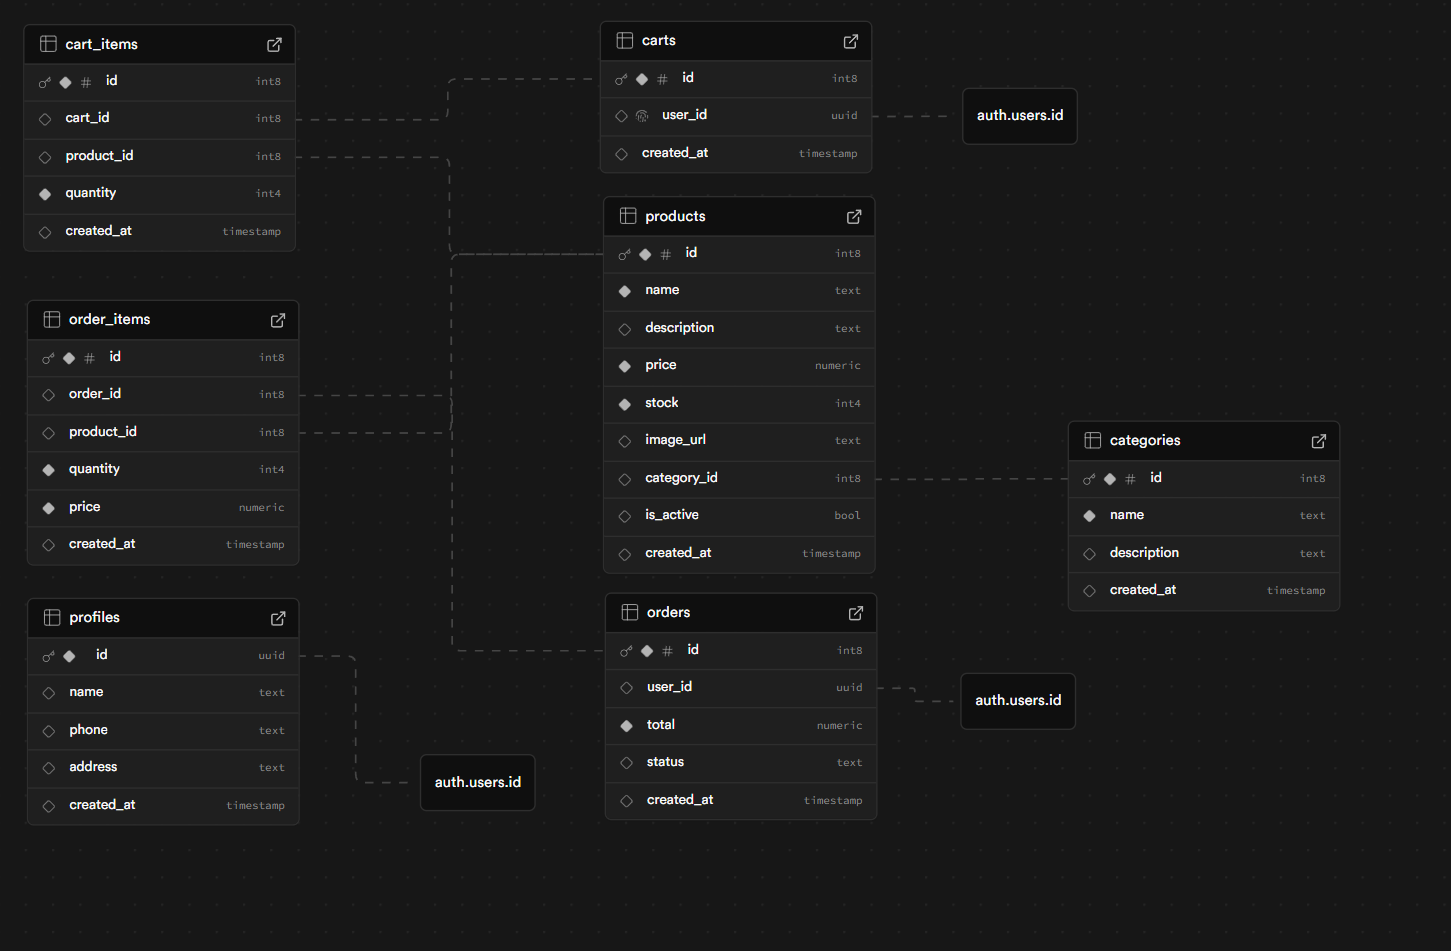 cart_items
id int8
cart_id int8
product_id int8
quantity int4
created_at timestamp
carts
id int8
user_id uuid
created_at timestamp
auth.users.id
products
id int8
name text
description text
price numeric
stock int4
image_url text
category_id int8
is_active bool
created_at timestamp
order_items
id int8
order_id int8
product_id int8
quantity int4
price numeric
created_at timestamp
categories
id int8
name text
description text
created_at timestamp
profiles
id uuid
name text
phone text
address text
created_at timestamp
auth.users.id
orders
id int8
user_id uuid
total numeric
status text
created_at timestamp
auth.users.id